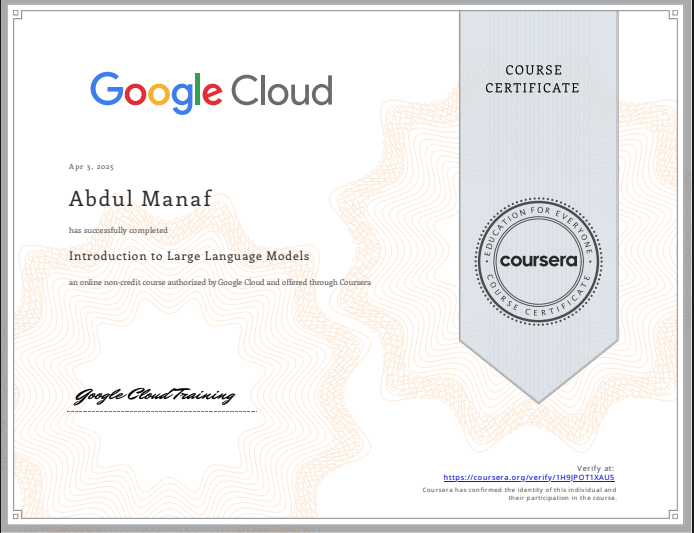 Google Cloud
COURSE
CERTIFICATE
Apr 3, 2025
Abdul Manaf
has successfully completed
Introduction to Large Language Models
an online non-credit course authorized by Google Cloud and offered through Coursera
EDUCATION FOR EVERYONE
coursera
COURSE CERTIFICATE
Google Cloud Training
Verify at:
https://coursera.org/verify/1H9JPOT1XAU5
Coursera has confirmed the identity of this individual and
their participation in the course.